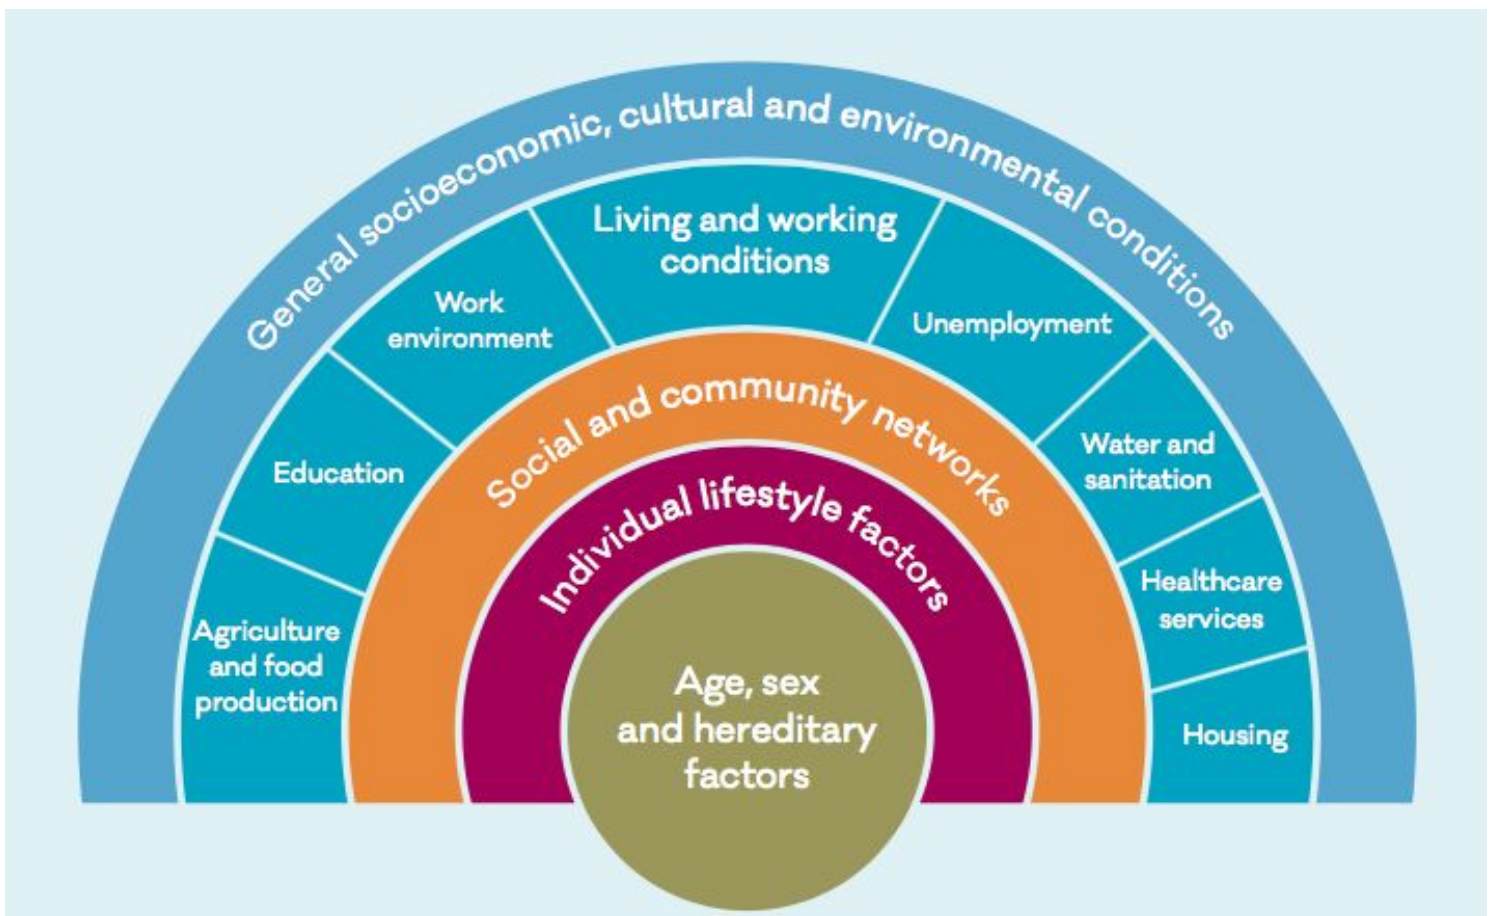 General socioeconomic, cultural and environmental conditions
Living and working
conditions
Work
environment
Unemployment
Education
Water and
sanitation
Agriculture
and food
production
Healthcare
services
Housing
Social and community networks
Individual lifestyle factors
Age, sex
and hereditary
factors